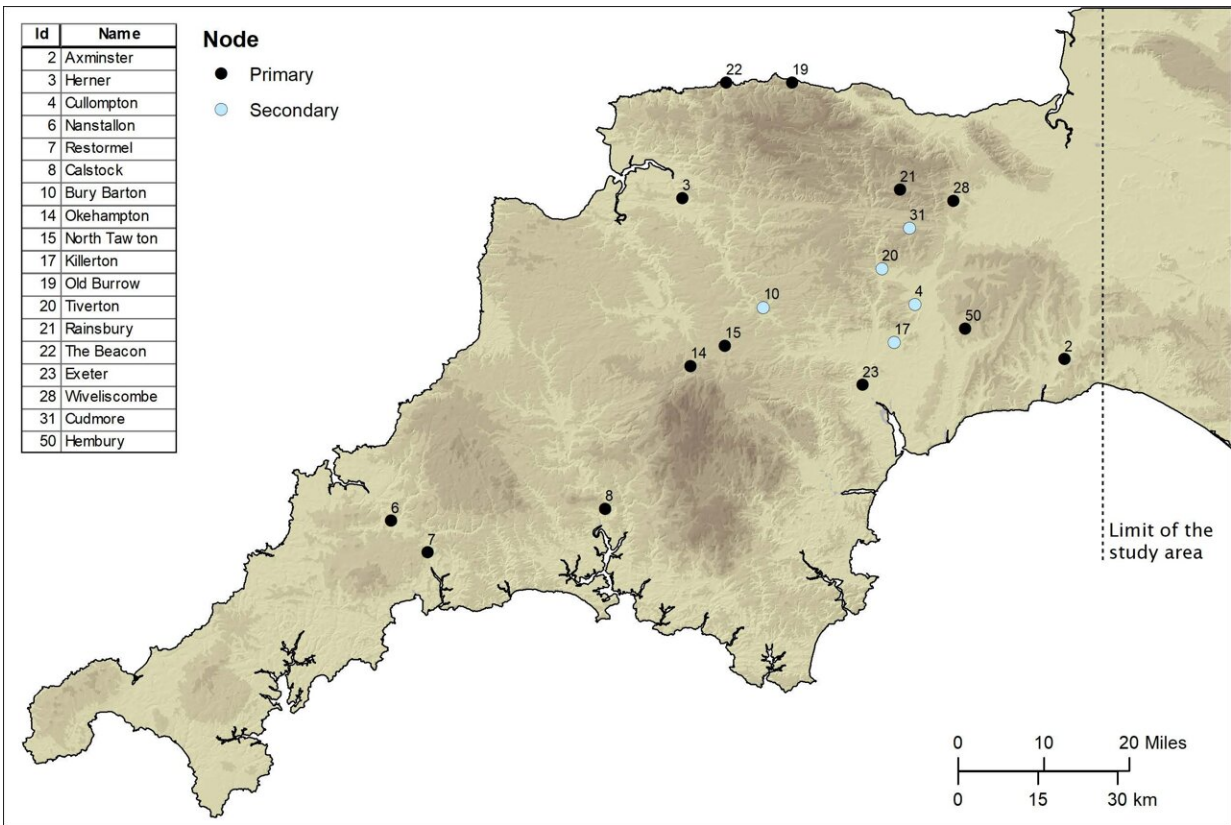 Id Name
2 Axminster
3 Herner
4 Cullompton
6 Nanstallon
7 Restormel
8 Calstock
10 Bury Barton
14 Okehampton
15 North Tawton
17 Killerton
19 Old Burrow
20 Tiverton
21 Rainsbury
22 The Beacon
23 Exeter
28 Wiveliscombe
31 Cudmore
50 Hembury
Node
Primary
Secondary
22 19
3
21
28
31
20
10
4
50
15
17
14
2
23
8
6
7
Limit of the
study area
0 10 20 Miles
0 15 30 km